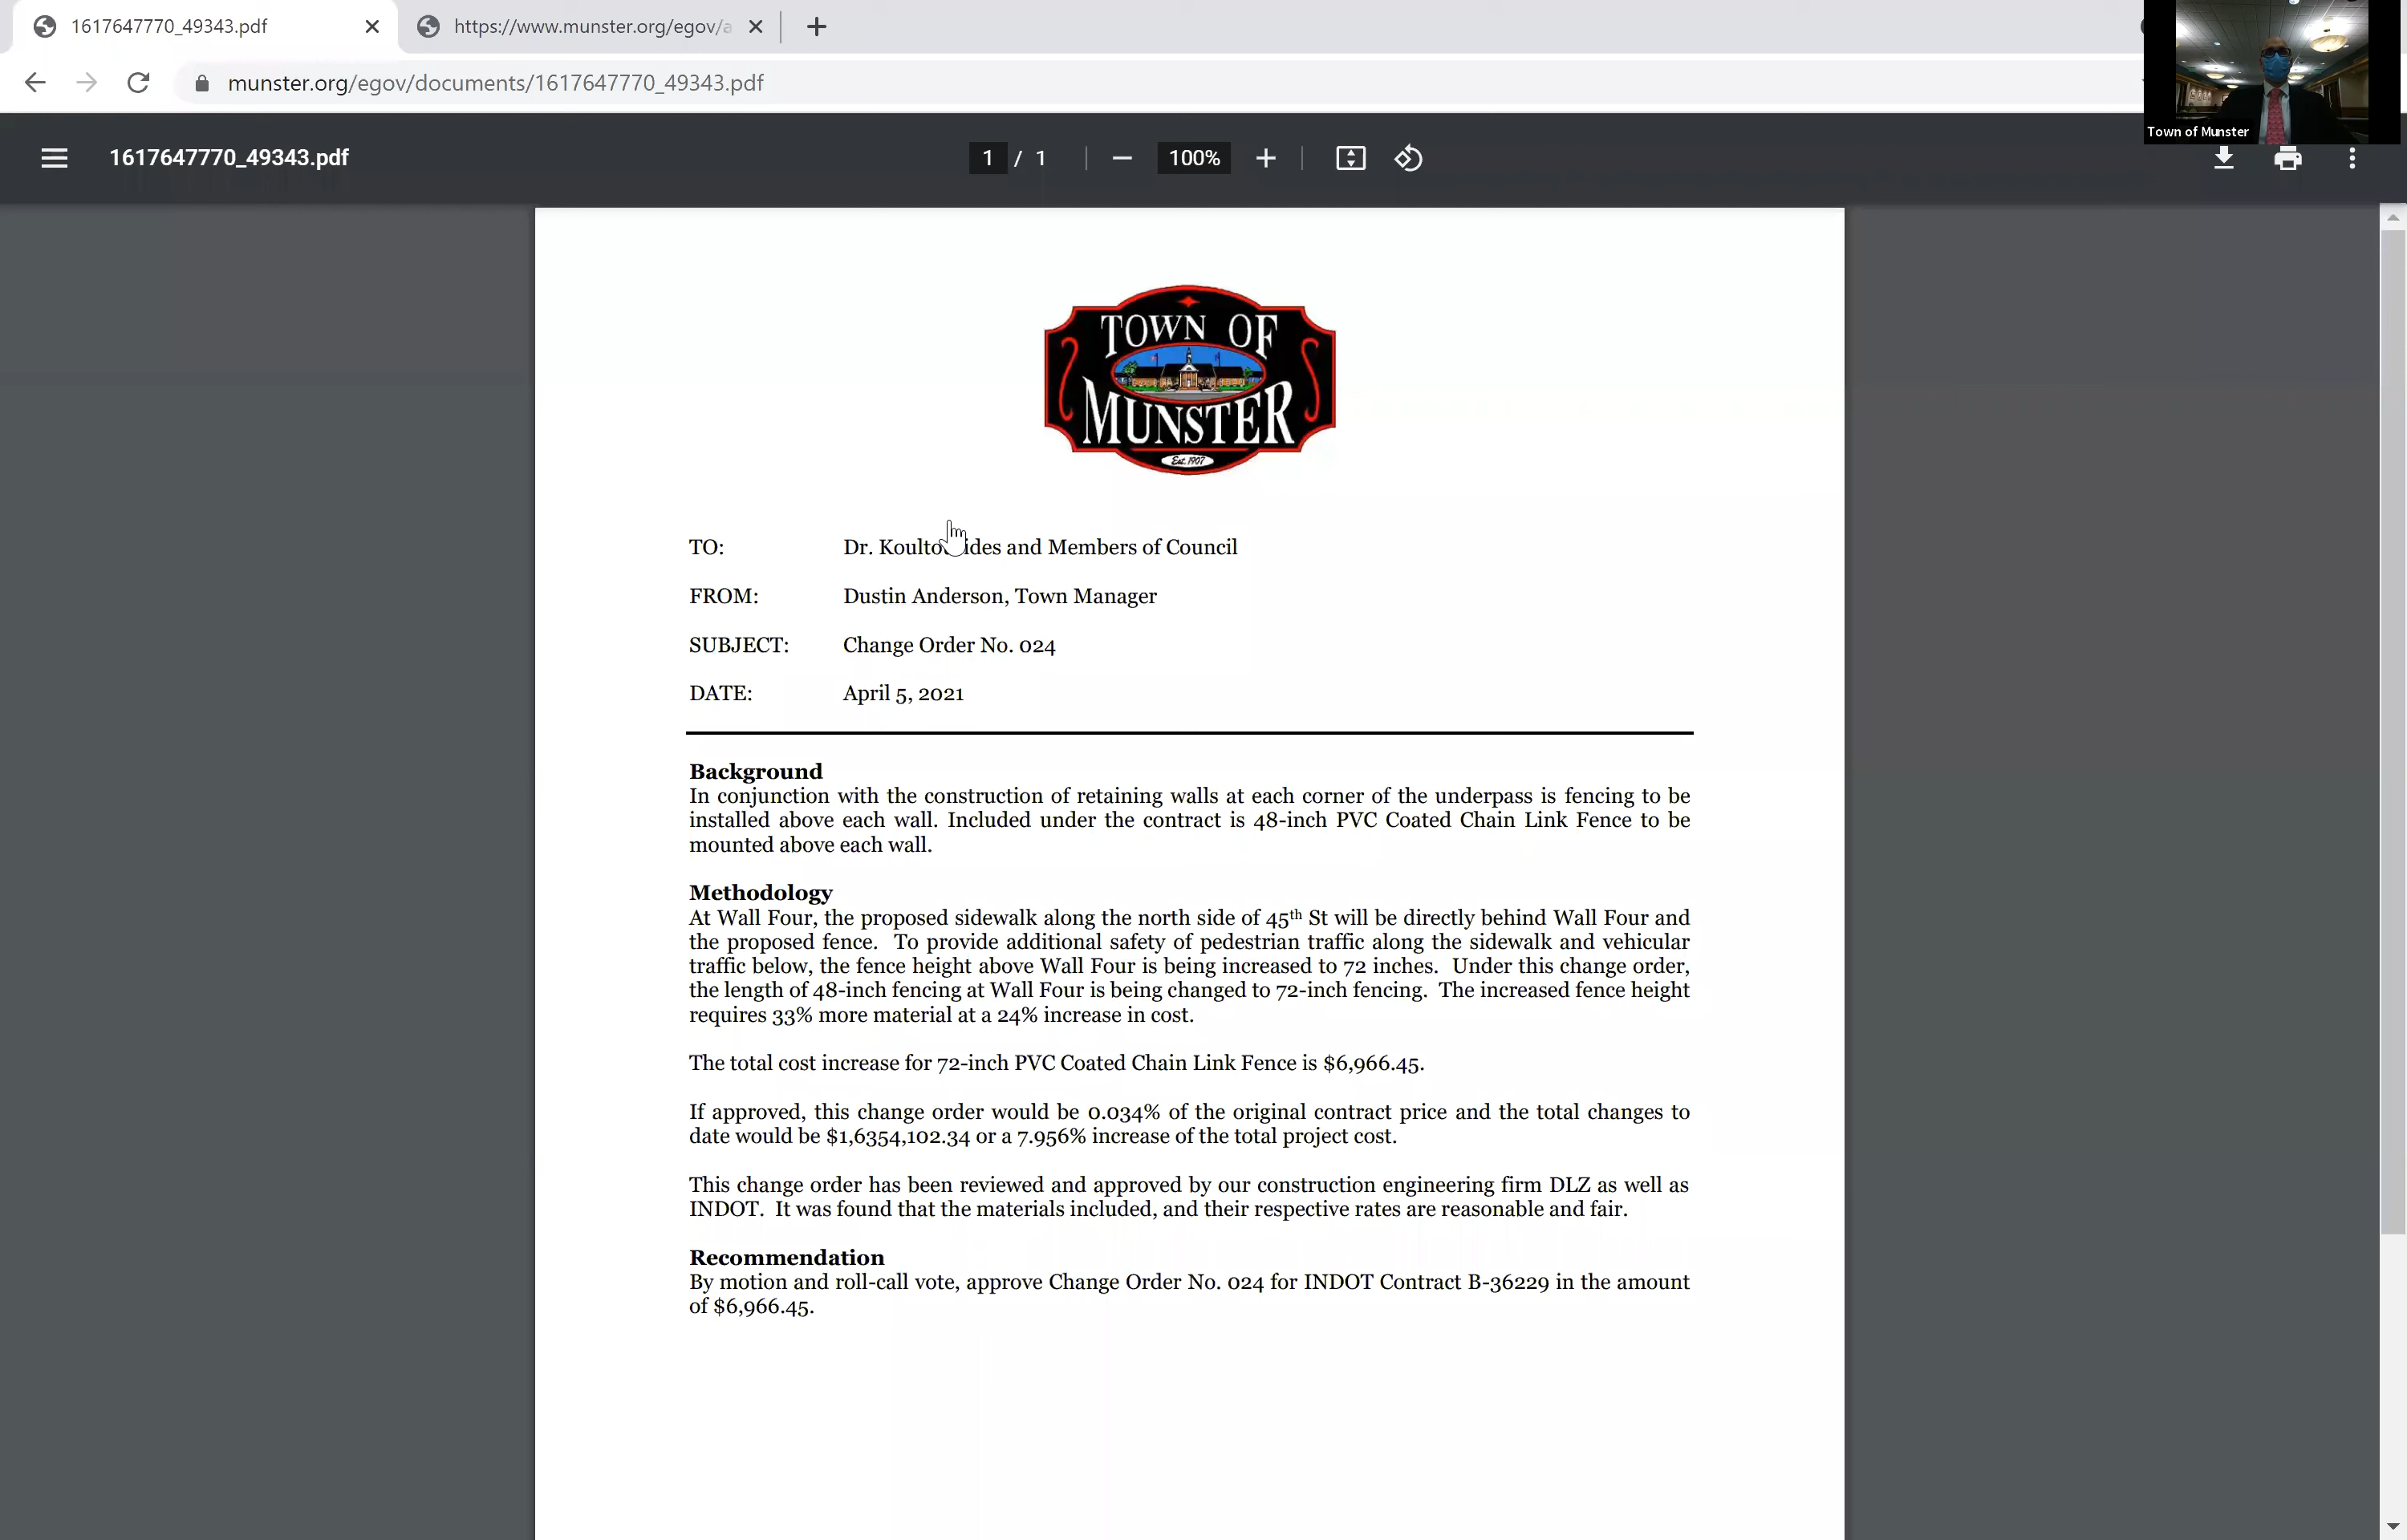 1617647770_49343.pdf
https://www.munster.org/egov/a
munster.org/egov/documents/1617647770_49343.pdf
Town of Munster
1617647770_49343.pdf
1 / 1
100%
TOWN OF
MUNSTER
Est. 1907
TO: Dr. and Members of Council
FROM: Dustin Anderson, Town Manager
SUBJECT: Change Order No. 024
DATE: April 5, 2021
Background
In conjunction with the construction of retaining walls at each corner of the underpass is fencing to be
installed above each wall. Included under the contract is 48-inch PVC Coated Chain Link Fence to be
mounted above each wall.
Methodology
At Wall Four, the proposed sidewalk along the north side of 45th St will be directly behind Wall Four and
the proposed fence. To provide additional safety of pedestrian traffic along the sidewalk and vehicular
traffic below, the fence height above Wall Four is being increased to 72 inches. Under this change order,
the length of 48-inch fencing at Wall Four is being changed to 72-inch fencing. The increased fence height
requires 33% more material at a 24% increase in cost.
The total cost increase for 72-inch PVC Coated Chain Link Fence is $6,966.45.
If approved, this change order would be 0.034% of the original contract price and the total changes to
date would be $1,6354,102.34 or a 7.956% increase of the total project cost.
This change order has been reviewed and approved by our construction engineering firm DLZ as well as
INDOT. It was found that the materials included, and their respective rates are reasonable and fair.
Recommendation
By motion and roll-call vote, approve Change Order No. 024 for INDOT Contract B-36229 in the amount
of $6,966.45.